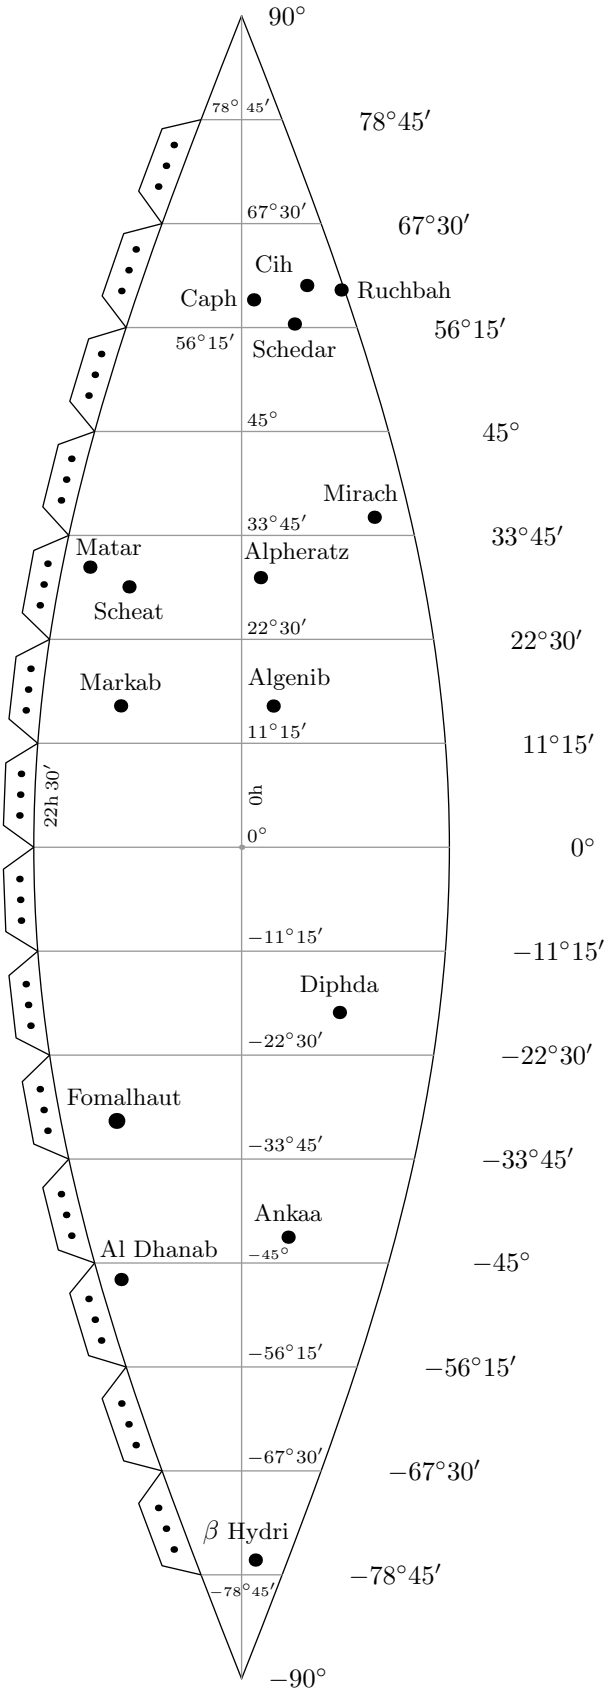 90°
78° 45′ 78°45′
67°30′ 67°30′
Cih
Caph Ruchbah
56°15′ Schedar 56°15′
45° 45°
Mirach
33°45′ 33°45′
Matar Alpheratz
Scheat
22°30′ 22°30′
Markab Algenib
11°15′ 11°15′
22h 30′ 0h
0° 0°
−11°15′ −11°15′
Diphda
−22°30′ −22°30′
Fomalhaut
−33°45′ −33°45′
Ankaa
Al Dhanab −45° −45°
−56°15′ −56°15′
−67°30′ −67°30′
β Hydri
−78°45′ −78°45′
−90°